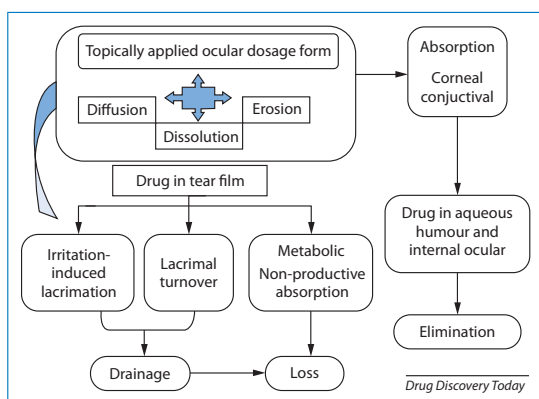 Topically applied ocular dosage form
Diffusion
Erosion
Dissolution
Absorption
Corneal
conjuctival
Drug in tear film
Irritation-
induced
lacrimation
Lacrimal
turnover
Metabolic
Non-productive
absorption
Drug in aqueous
humour and
internal ocular
Elimination
Drainage
Loss
Drug Discovery Today